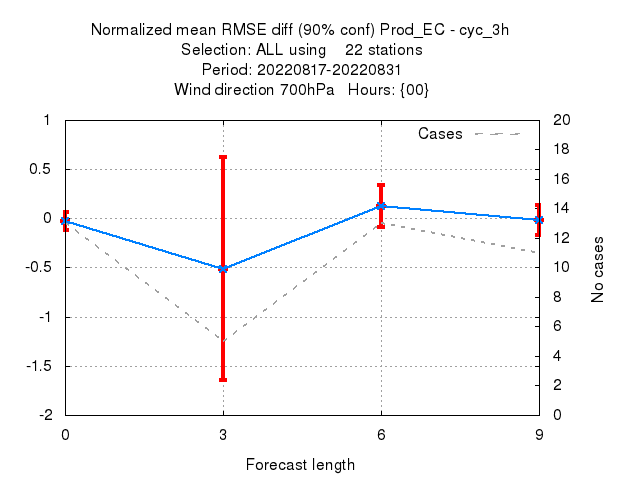 Normalized mean RMSE diff (90% conf) Prod_EC - cyc_3h
Selection: ALL using 22 stations
Period: 20220817-20220831
Wind direction 700hPa Hours: {00}
Cases
1
0.5
0
-0.5
-1
-1.5
-2
20
18
16
14
12
10
8
6
4
2
0
No cases
0 3 6 9
Forecast length